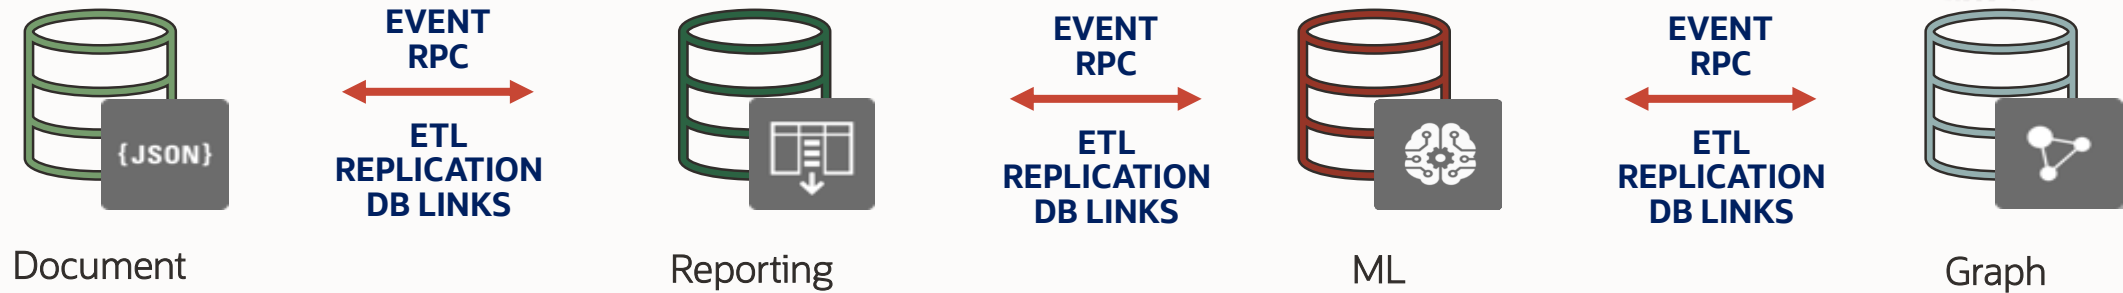 EVENT
RPC
ETL
REPLICATION
DB LINKS
EVENT
RPC
ETL
REPLICATION
DB LINKS
EVENT
RPC
ETL
REPLICATION
DB LINKS
{JSON}
Document
Reporting
ML
Graph